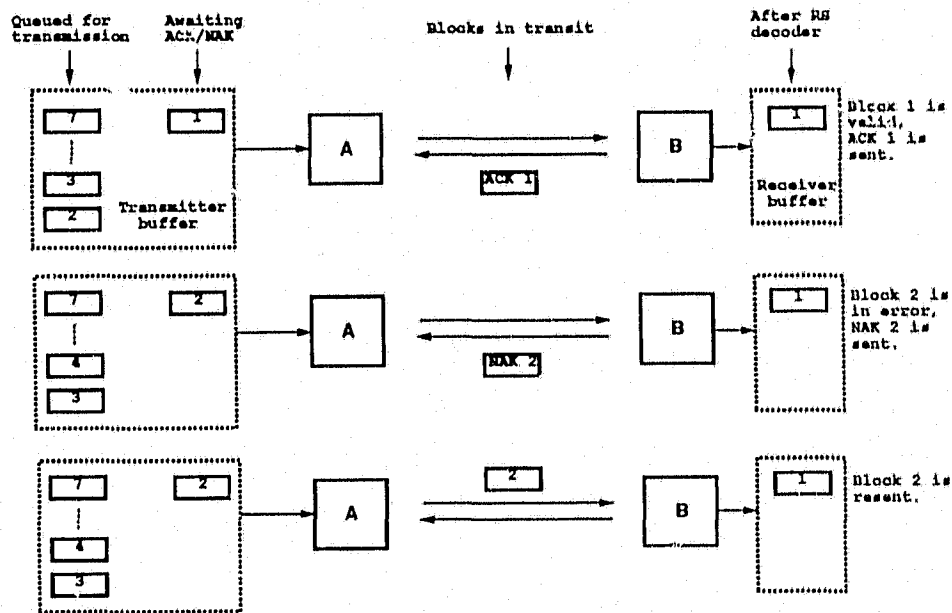 Queued for transmission
Awaiting ACK/NAK
Blocks in transit
After RS decoder
7
3
2
1
Transmitter buffer
A
ACK 1
B
1
Receiver buffer
Block 1 is
valid,
ACK 1 is
sent.
7
4
3
2
A
NAK 2
B
1
Block 2 is
in error,
NAK 2 is
sent.
7
4
3
2
A
2
B
1
Block 2 is
resent.